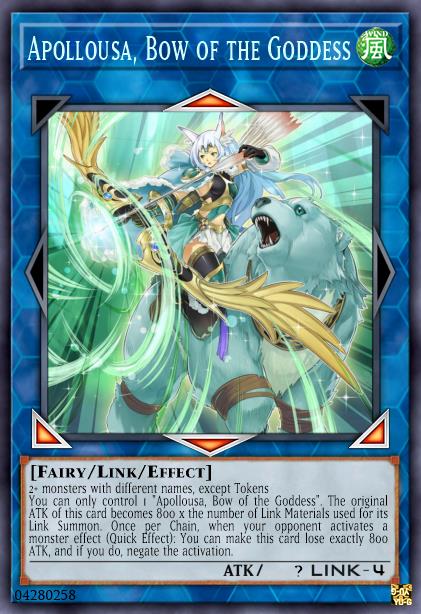 Apollousa, Bow of the Goddess
WIND
風
[Fairy/Link/Effect]
2+ monsters with different names, except Tokens
You can only control 1 "Apollousa, Bow of the Goddess". The original
ATK of this card becomes 800 x the number of Link Materials used for its
Link Summon. Once per Chain, when your opponent activates a
monster effect (Quick Effect): You can make this card lose exactly 800
ATK, and if you do, negate the activation.
ATK/ ? LINK-4
04280258